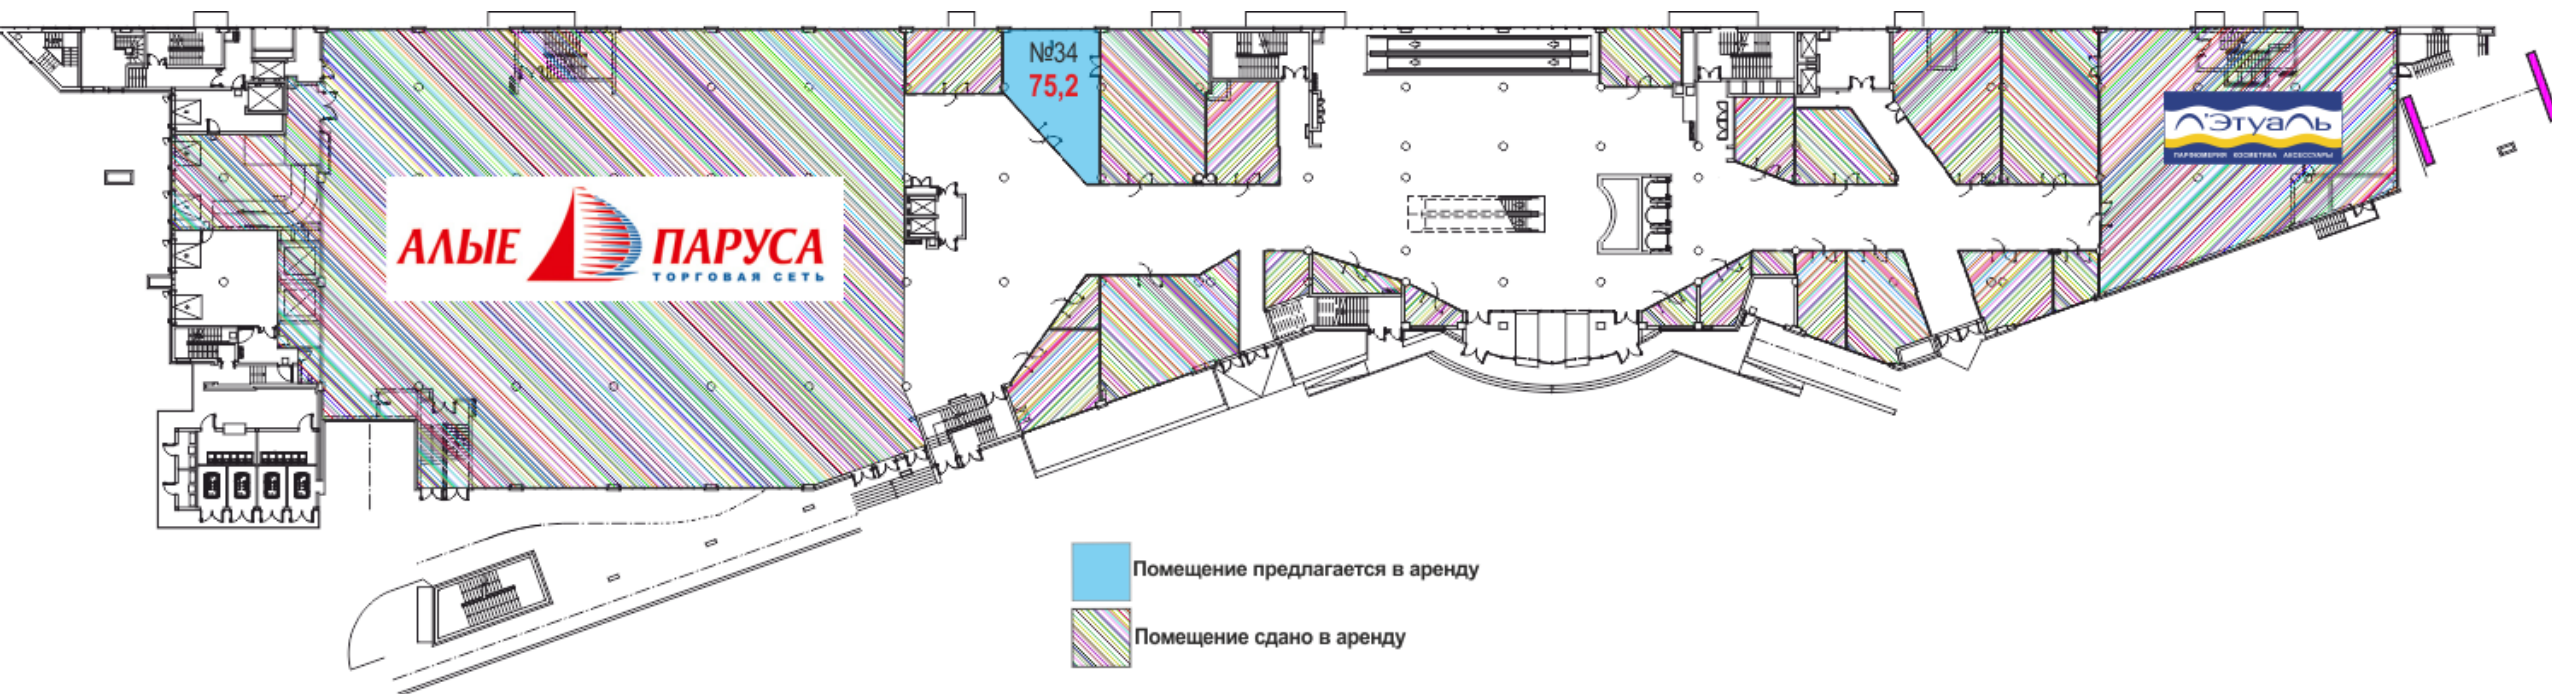 №34
75,2
АЛЫЕ ПАРУСА
ТОРГОВАЯ СЕТЬ
Л'Этуаль
ПАРФЮМЕРИЯ КОСМЕТИКА АКСЕССУАРЫ
Помещение предлагается в аренду
Помещение сдано в аренду